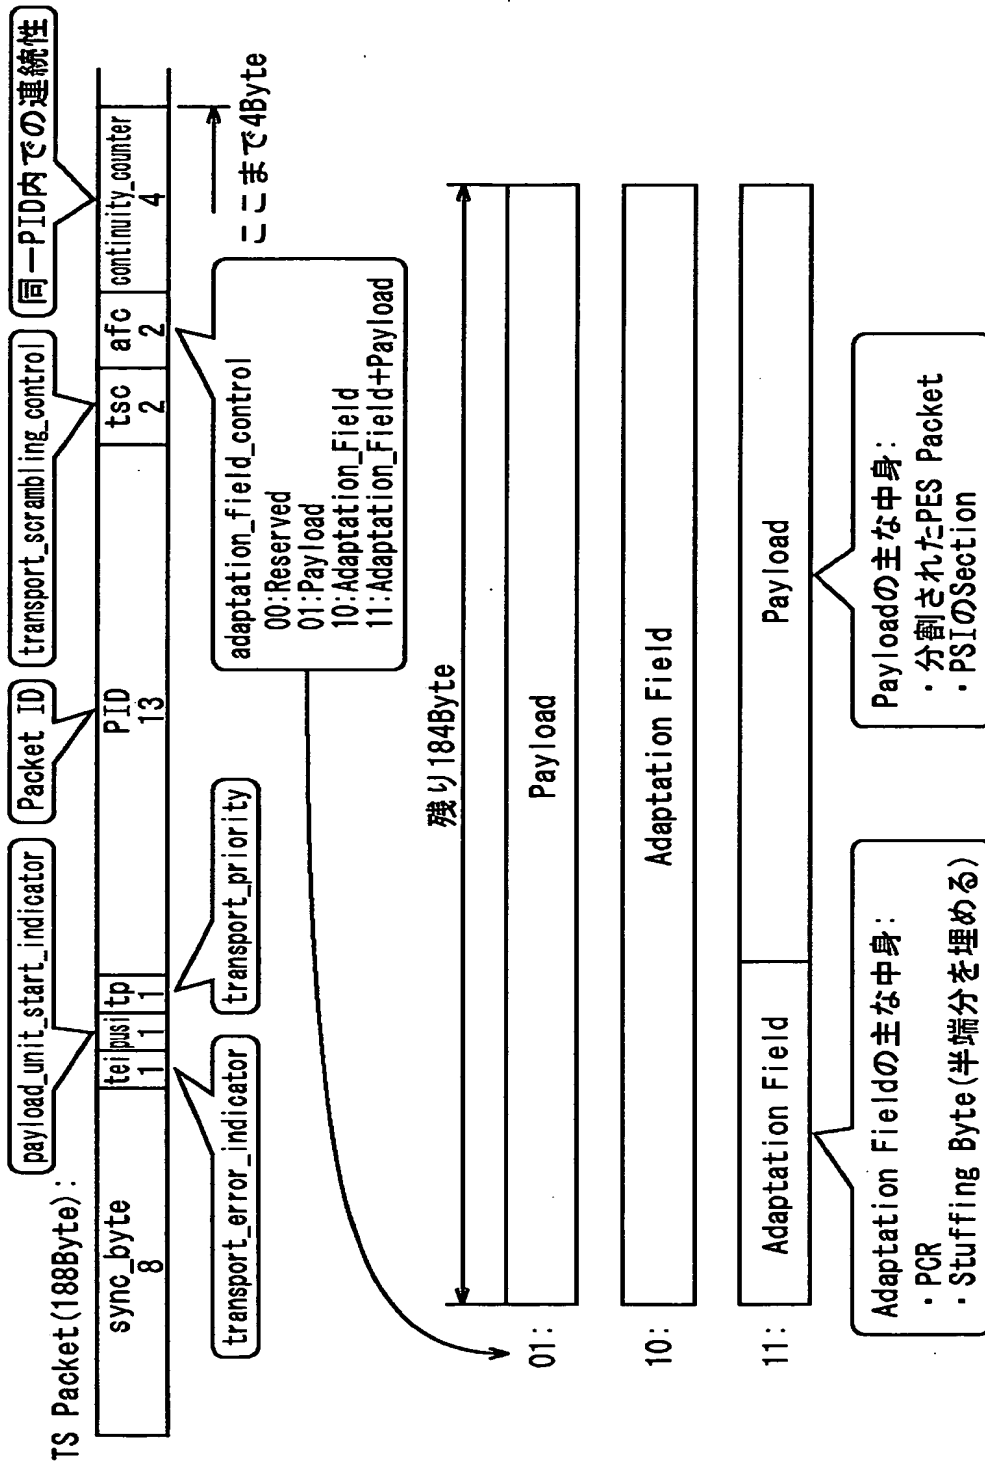 TS Packet(188Byte):
payload_unit_start_indicator
Packet ID
transport_scrambling_control
同一PID内での連続性
sync_byte
8
tei
1
pusi
1
tp
1
PID
13
tsc
2
afc
2
continuity_counter
4
transport_error_indicator
transport_priority
ここまで4Byte
adaptation_field_control
00:Reserved
01:Payload
10:Adaptation_Field
11:Adaptation_Field+Payload
残り184Byte
01:
Payload
10:
Adaptation Field
11:
Adaptation Field
Payload
Adaptation Fieldの主な中身:
・PCR
・Stuffing Byte(半端分を埋める)
Payloadの主な中身:
・分割されたPES Packet
・PSIのSection